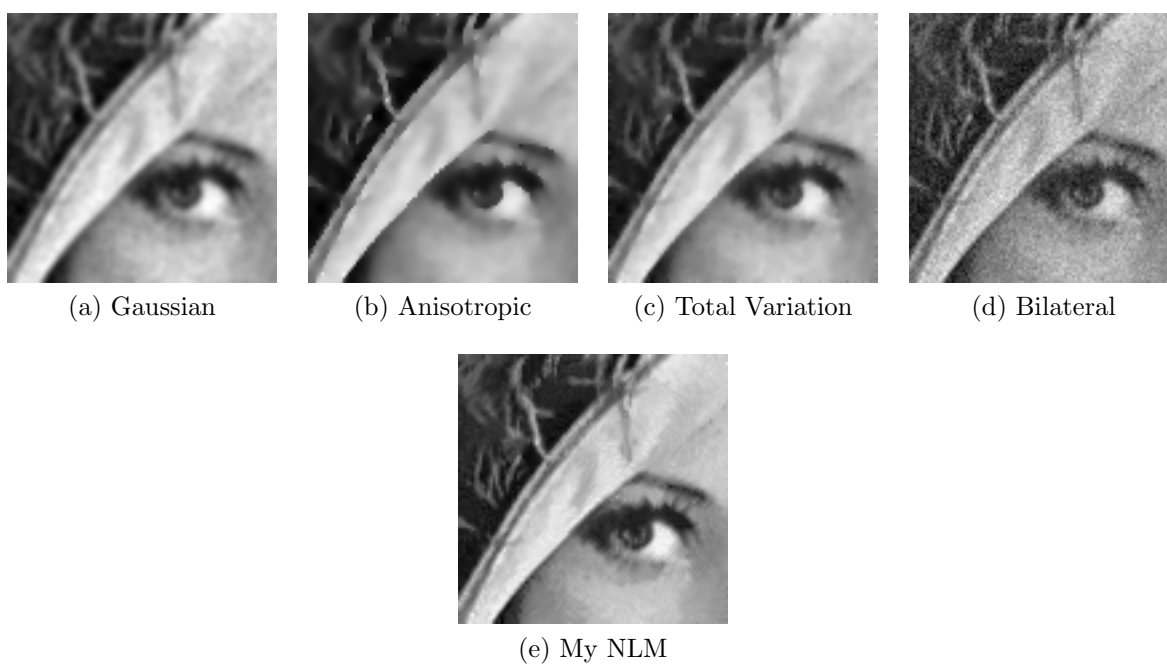 (a) Gaussian
(b) Anisotropic
(c) Total Variation
(d) Bilateral
(e) My NLM